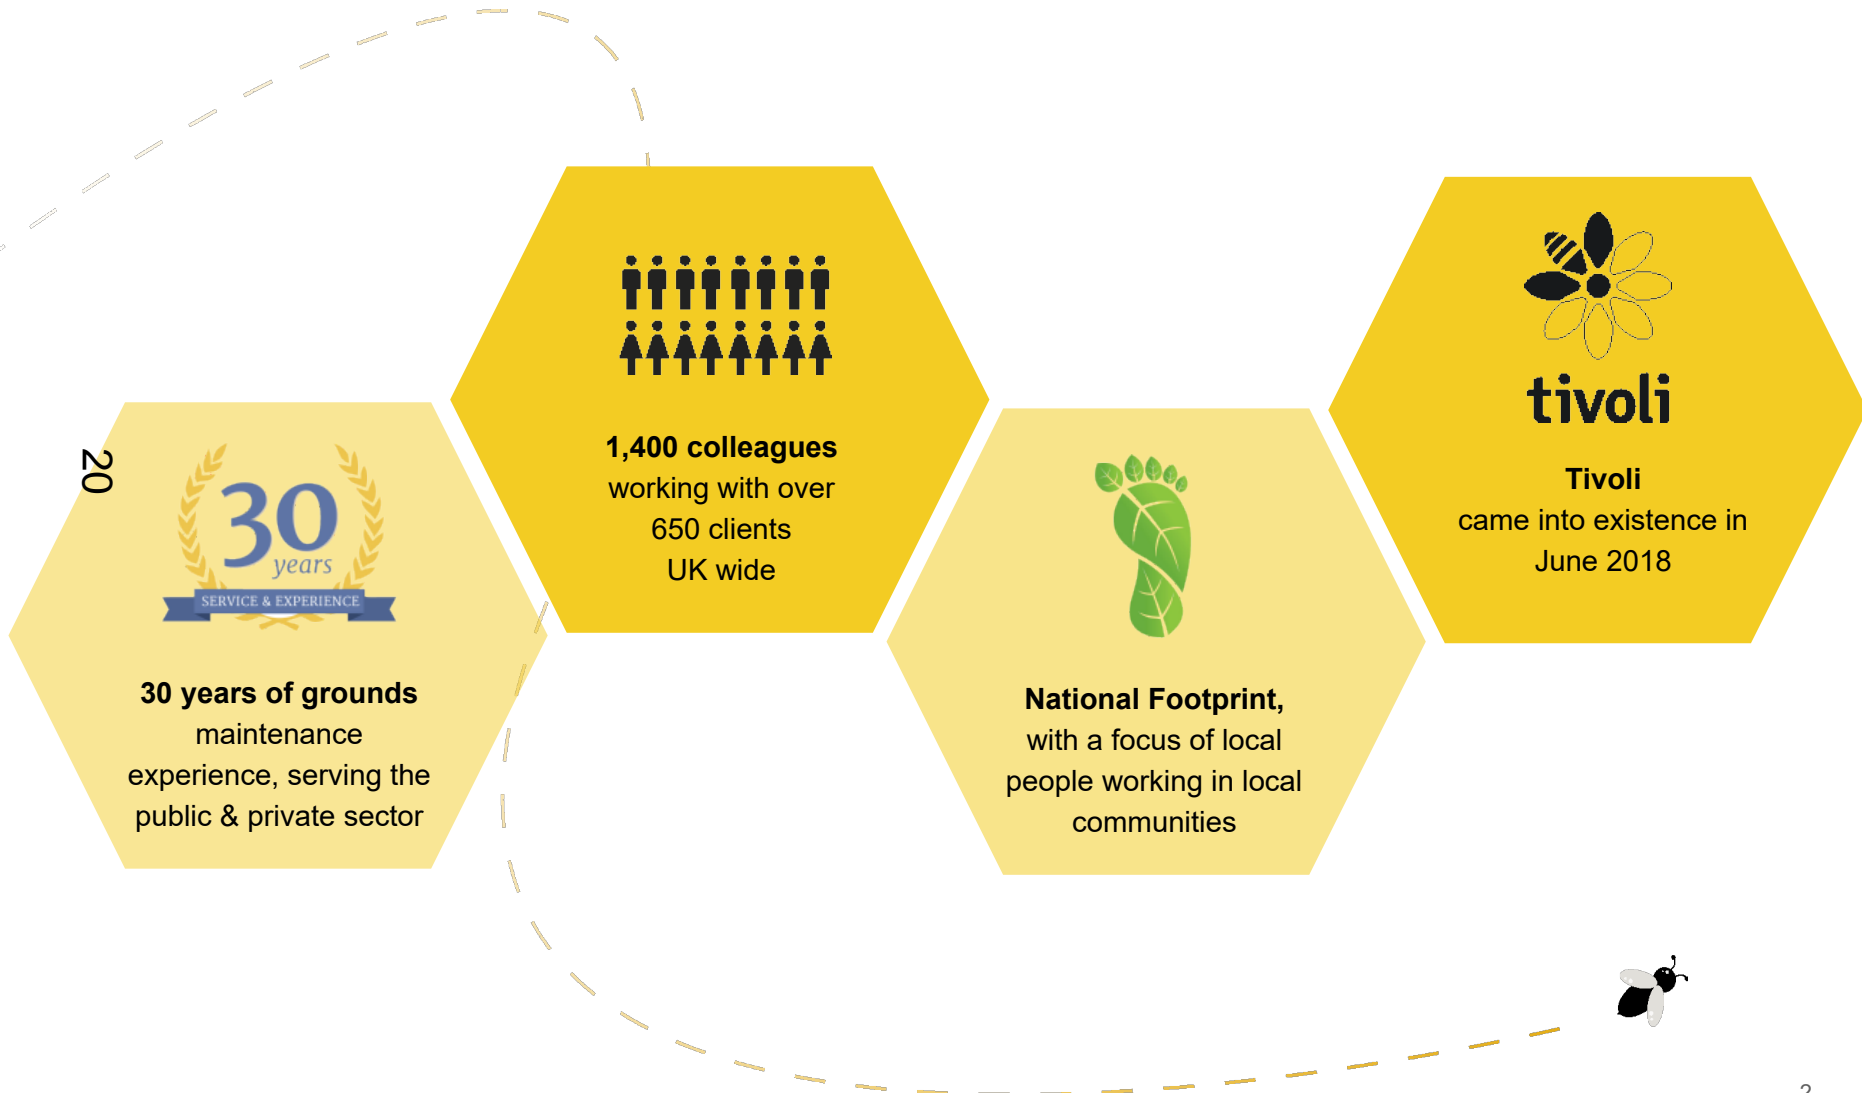 20
30
years
SERVICE & EXPERIENCE
30 years of grounds
maintenance
experience, serving the
public & private sector
1,400 colleagues
working with over
650 clients
UK wide
National Footprint,
with a focus of local
people working in local
communities
tivoli
Tivoli
came into existence in
June 2018
2